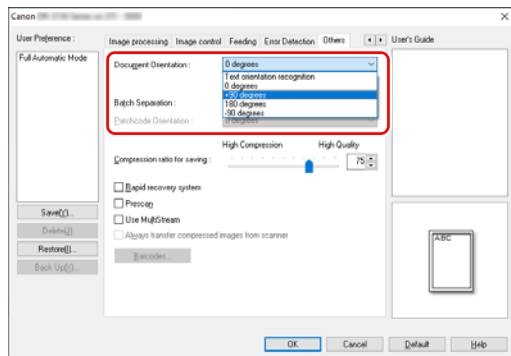 Canon
User Preference :
Full Automatic Mode
Save(Y)...
Delete(J)
Restore(I)...
Back Up(X)...
Image processing Image control Feeding Error Detection Others
Document Orientation : 0 degrees
Text orientation recognition
0 degrees
+90 degrees
180 degrees
-90 degrees
Batch Separation :
Patchcode Orientation : 0 degrees
High Compression High Quality
Compression ratio for saving : 75
Rapid recovery system
Prescan
Use MultiStream
Always transfer compressed images from scanner
Barcodes...
User's Guide
ABC
OK Cancel Default Help